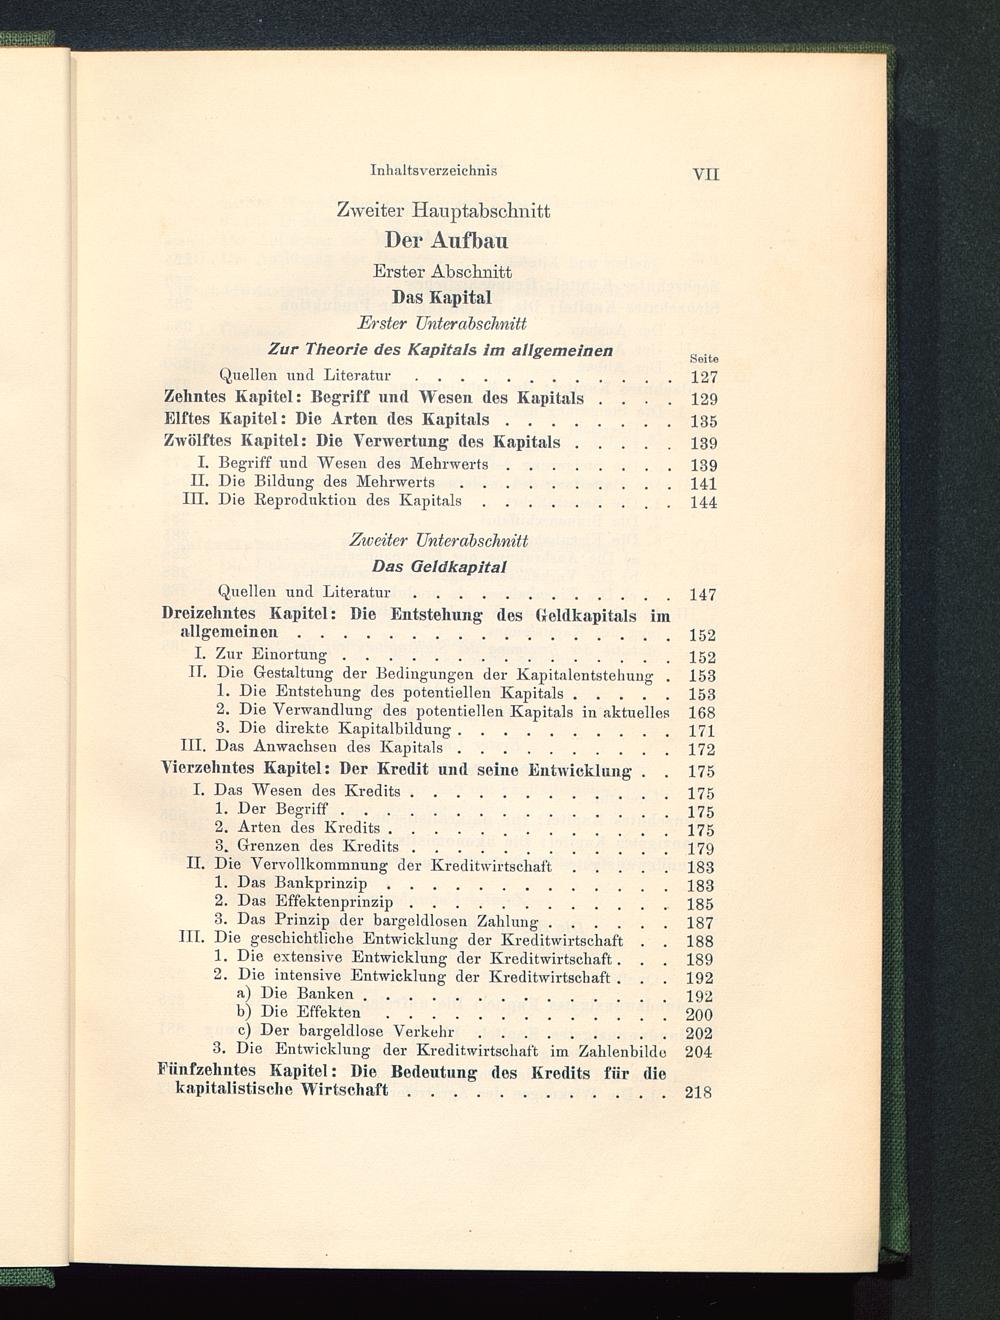 Inhaltsverzeichnis VII
Zweiter Hauptabschnitt
Der Aufbau
Erster Abschnitt
Das Kapital
Erster Unterabschnitt
Zur Theorie des Kapitals im allgemeinen
Seite
Quellen und Literatur . . . . . . . . . . . . 127
Zehntes Kapitel: Begriff und Wesen des Kapitals . . . . 129
Elftes Kapitel: Die Arten des Kapitals . . . . . . . . 135
Zwölftes Kapitel: Die Verwertung des Kapitals . . . . . 139
I. Begriff und Wesen des Mehrwerts . . . . . . . . 139
II. Die Bildung des Mehrwerts . . . . . . . . . . 141
III. Die Reproduktion des Kapitals . . . . . . . . . 144
Zweiter Unterabschnitt
Das Geldkapital
Quellen und Literatur . . . . . . . . . . . . 147
Dreizehntes Kapitel: Die Entstehung des Geldkapitals im
allgemeinen . . . . . . . . . . . . . . . . . 152
I. Zur Einortung . . . . . . . . . . . . . . . 152
II. Die Gestaltung der Bedingungen der Kapitalentstehung . 153
1. Die Entstehung des potentiellen Kapitals . . . . . 153
2. Die Verwandlung des potentiellen Kapitals in aktuelles 168
3. Die direkte Kapitalbildung . . . . . . . . . . 171
III. Das Anwachsen des Kapitals . . . . . . . . . . 172
Vierzehntes Kapitel: Der Kredit und seine Entwicklung . . 175
I. Das Wesen des Kredits . . . . . . . . . . . . 175
1. Der Begriff . . . . . . . . . . . . . . . 175
2. Arten des Kredits . . . . . . . . . . . . . 175
3. Grenzen des Kredits . . . . . . . . . . . . 179
II. Die Vervollkommnung der Kreditwirtschaft . . . . . 183
1. Das Bankprinzip . . . . . . . . . . . . . 183
2. Das Effektenprinzip . . . . . . . . . . . . 185
3. Das Prinzip der bargeldlosen Zahlung . . . . . . 187
III. Die geschichtliche Entwicklung der Kreditwirtschaft . . 188
1. Die extensive Entwicklung der Kreditwirtschaft . . . 189
2. Die intensive Entwicklung der Kreditwirtschaft . . . 192
a) Die Banken . . . . . . . . . . . . . . 192
b) Die Effekten . . . . . . . . . . . . . 200
c) Der bargeldlose Verkehr . . . . . . . . . 202
3. Die Entwicklung der Kreditwirtschaft im Zahlenbilde 204
Fünfzehntes Kapitel: Die Bedeutung des Kredits für die
kapitalistische Wirtschaft . . . . . . . . . . . . 218